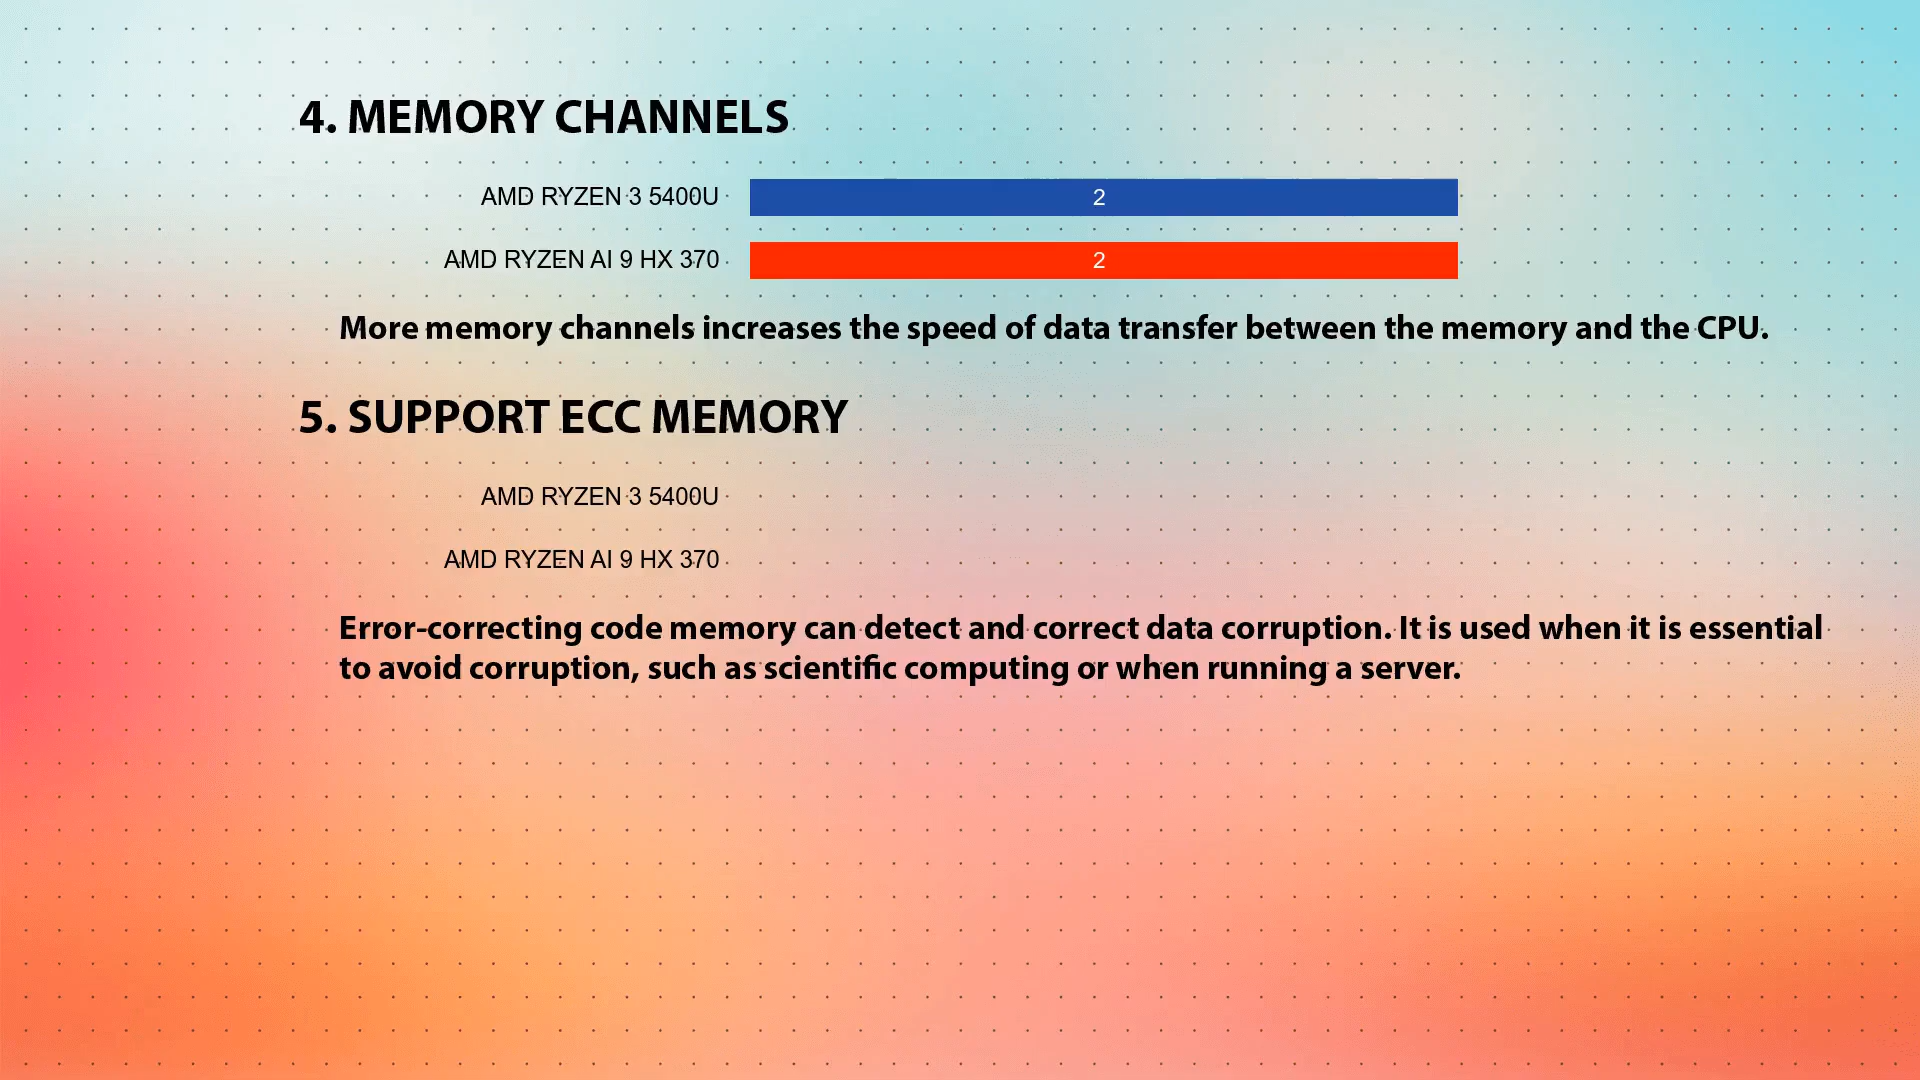 4. MEMORY CHANNELS
AMD RYZEN 3 5400U
2
AMD RYZEN AI 9 HX 370
2
More memory channels increases the speed of data transfer between the memory and the CPU.
5. SUPPORT ECC MEMORY
AMD RYZEN 3 5400U
AMD RYZEN AI 9 HX 370
Error-correcting code memory can detect and correct data corruption. It is used when it is essential
to avoid corruption, such as scientific computing or when running a server.